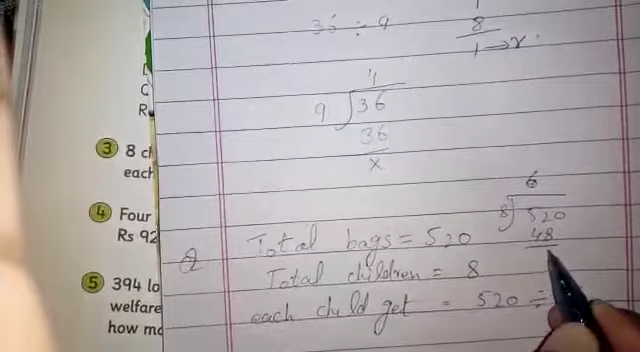 36 ÷ 9
8
1 → r.
4
9 36
36
x
C
R
3 8 ch
each
4 Four
Rs 92
5 394 lo
welfare
how mo
6
8 520
48
Q Total bags = 520
Total children = 8
each child get = 520 ÷